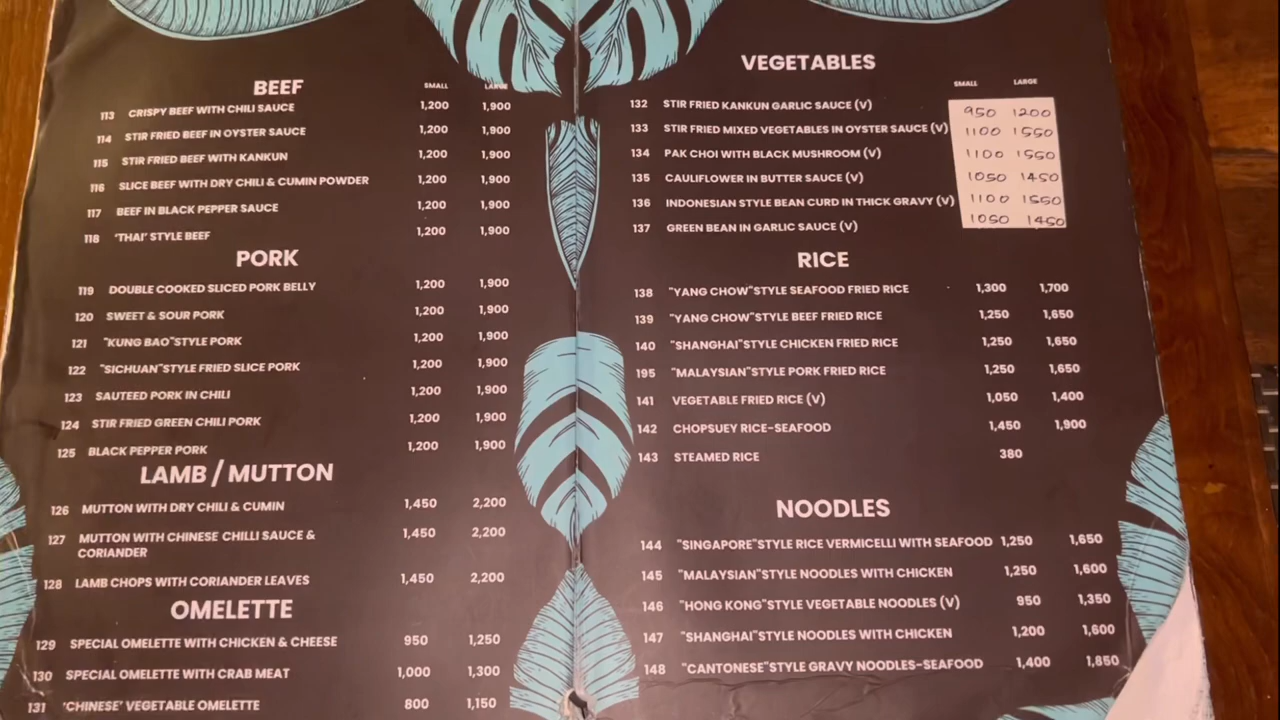 BEEF SMALL LARGE
113 CRISPY BEEF WITH CHILI SAUCE 1,200 1,900
114 STIR FRIED BEEF IN OYSTER SAUCE 1,200 1,900
115 STIR FRIED BEEF WITH KANKUN 1,200 1,900
116 SLICE BEEF WITH DRY CHILI & CUMIN POWDER 1,200 1,900
117 BEEF IN BLACK PEPPER SAUCE 1,200 1,900
118 'THAI' STYLE BEEF 1,200 1,900
PORK
119 DOUBLE COOKED SLICED PORK BELLY 1,200 1,900
120 SWEET & SOUR PORK 1,200 1,900
121 "KUNG BAO"STYLE PORK 1,200 1,900
122 "SICHUAN"STYLE FRIED SLICE PORK 1,200 1,900
123 SAUTEED PORK IN CHILI 1,200 1,900
124 STIR FRIED GREEN CHILI PORK 1,200 1,900
125 BLACK PEPPER PORK 1,200 1,900
LAMB / MUTTON
126 MUTTON WITH DRY CHILI & CUMIN 1,450 2,200
127 MUTTON WITH CHINESE CHILLI SAUCE & 1,450 2,200
CORIANDER
128 LAMB CHOPS WITH CORIANDER LEAVES 1,450 2,200
OMELETTE
129 SPECIAL OMELETTE WITH CHICKEN & CHEESE 950 1,250
130 SPECIAL OMELETTE WITH CRAB MEAT 1,000 1,300
131 'CHINESE' VEGETABLE OMELETTE 800 1,150
VEGETABLES
SMALL LARGE
132 STIR FRIED KANKUN GARLIC SAUCE (V) 950 1200
133 STIR FRIED MIXED VEGETABLES IN OYSTER SAUCE (V) 1100 1550
134 PAK CHOI WITH BLACK MUSHROOM (V) 1100 1550
135 CAULIFLOWER IN BUTTER SAUCE (V) 1050 1450
136 INDONESIAN STYLE BEAN CURD IN THICK GRAVY (V) 1100 1550
137 GREEN BEAN IN GARLIC SAUCE (V) 1050 1450
RICE
138 "YANG CHOW"STYLE SEAFOOD FRIED RICE 1,300 1,700
139 "YANG CHOW"STYLE BEEF FRIED RICE 1,250 1,650
140 "SHANGHAI"STYLE CHICKEN FRIED RICE 1,250 1,650
195 "MALAYSIAN"STYLE PORK FRIED RICE 1,250 1,650
141 VEGETABLE FRIED RICE (V) 1,050 1,400
142 CHOPSUEY RICE-SEAFOOD 1,450 1,900
143 STEAMED RICE 380
NOODLES
144 "SINGAPORE"STYLE RICE VERMICELLI WITH SEAFOOD 1,250 1,650
145 "MALAYSIAN"STYLE NOODLES WITH CHICKEN 1,250 1,600
146 "HONG KONG"STYLE VEGETABLE NOODLES (V) 950 1,350
147 "SHANGHAI"STYLE NOODLES WITH CHICKEN 1,200 1,600
148 "CANTONESE"STYLE GRAVY NOODLES-SEAFOOD 1,400 1,850